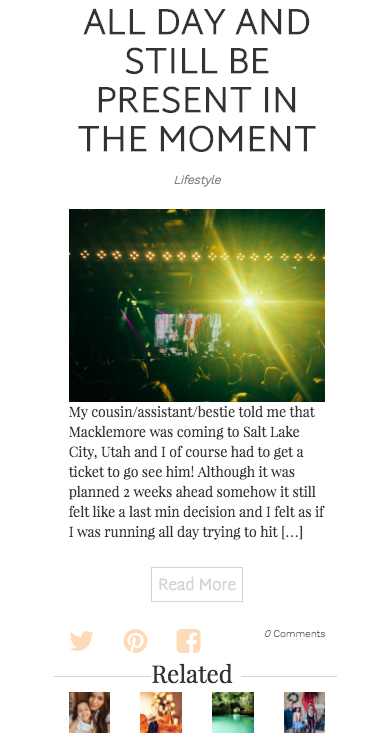 ALL DAY AND
STILL BE
PRESENT IN
THE MOMENT
Lifestyle
My cousin/assistant/bestie told me that
Macklemore was coming to Salt Lake
City, Utah and I of course had to get a
ticket to go see him! Although it was
planned 2 weeks ahead somehow it still
felt like a last min decision and I felt as if
I was running all day trying to hit […]
Read More
0 Comments
Related